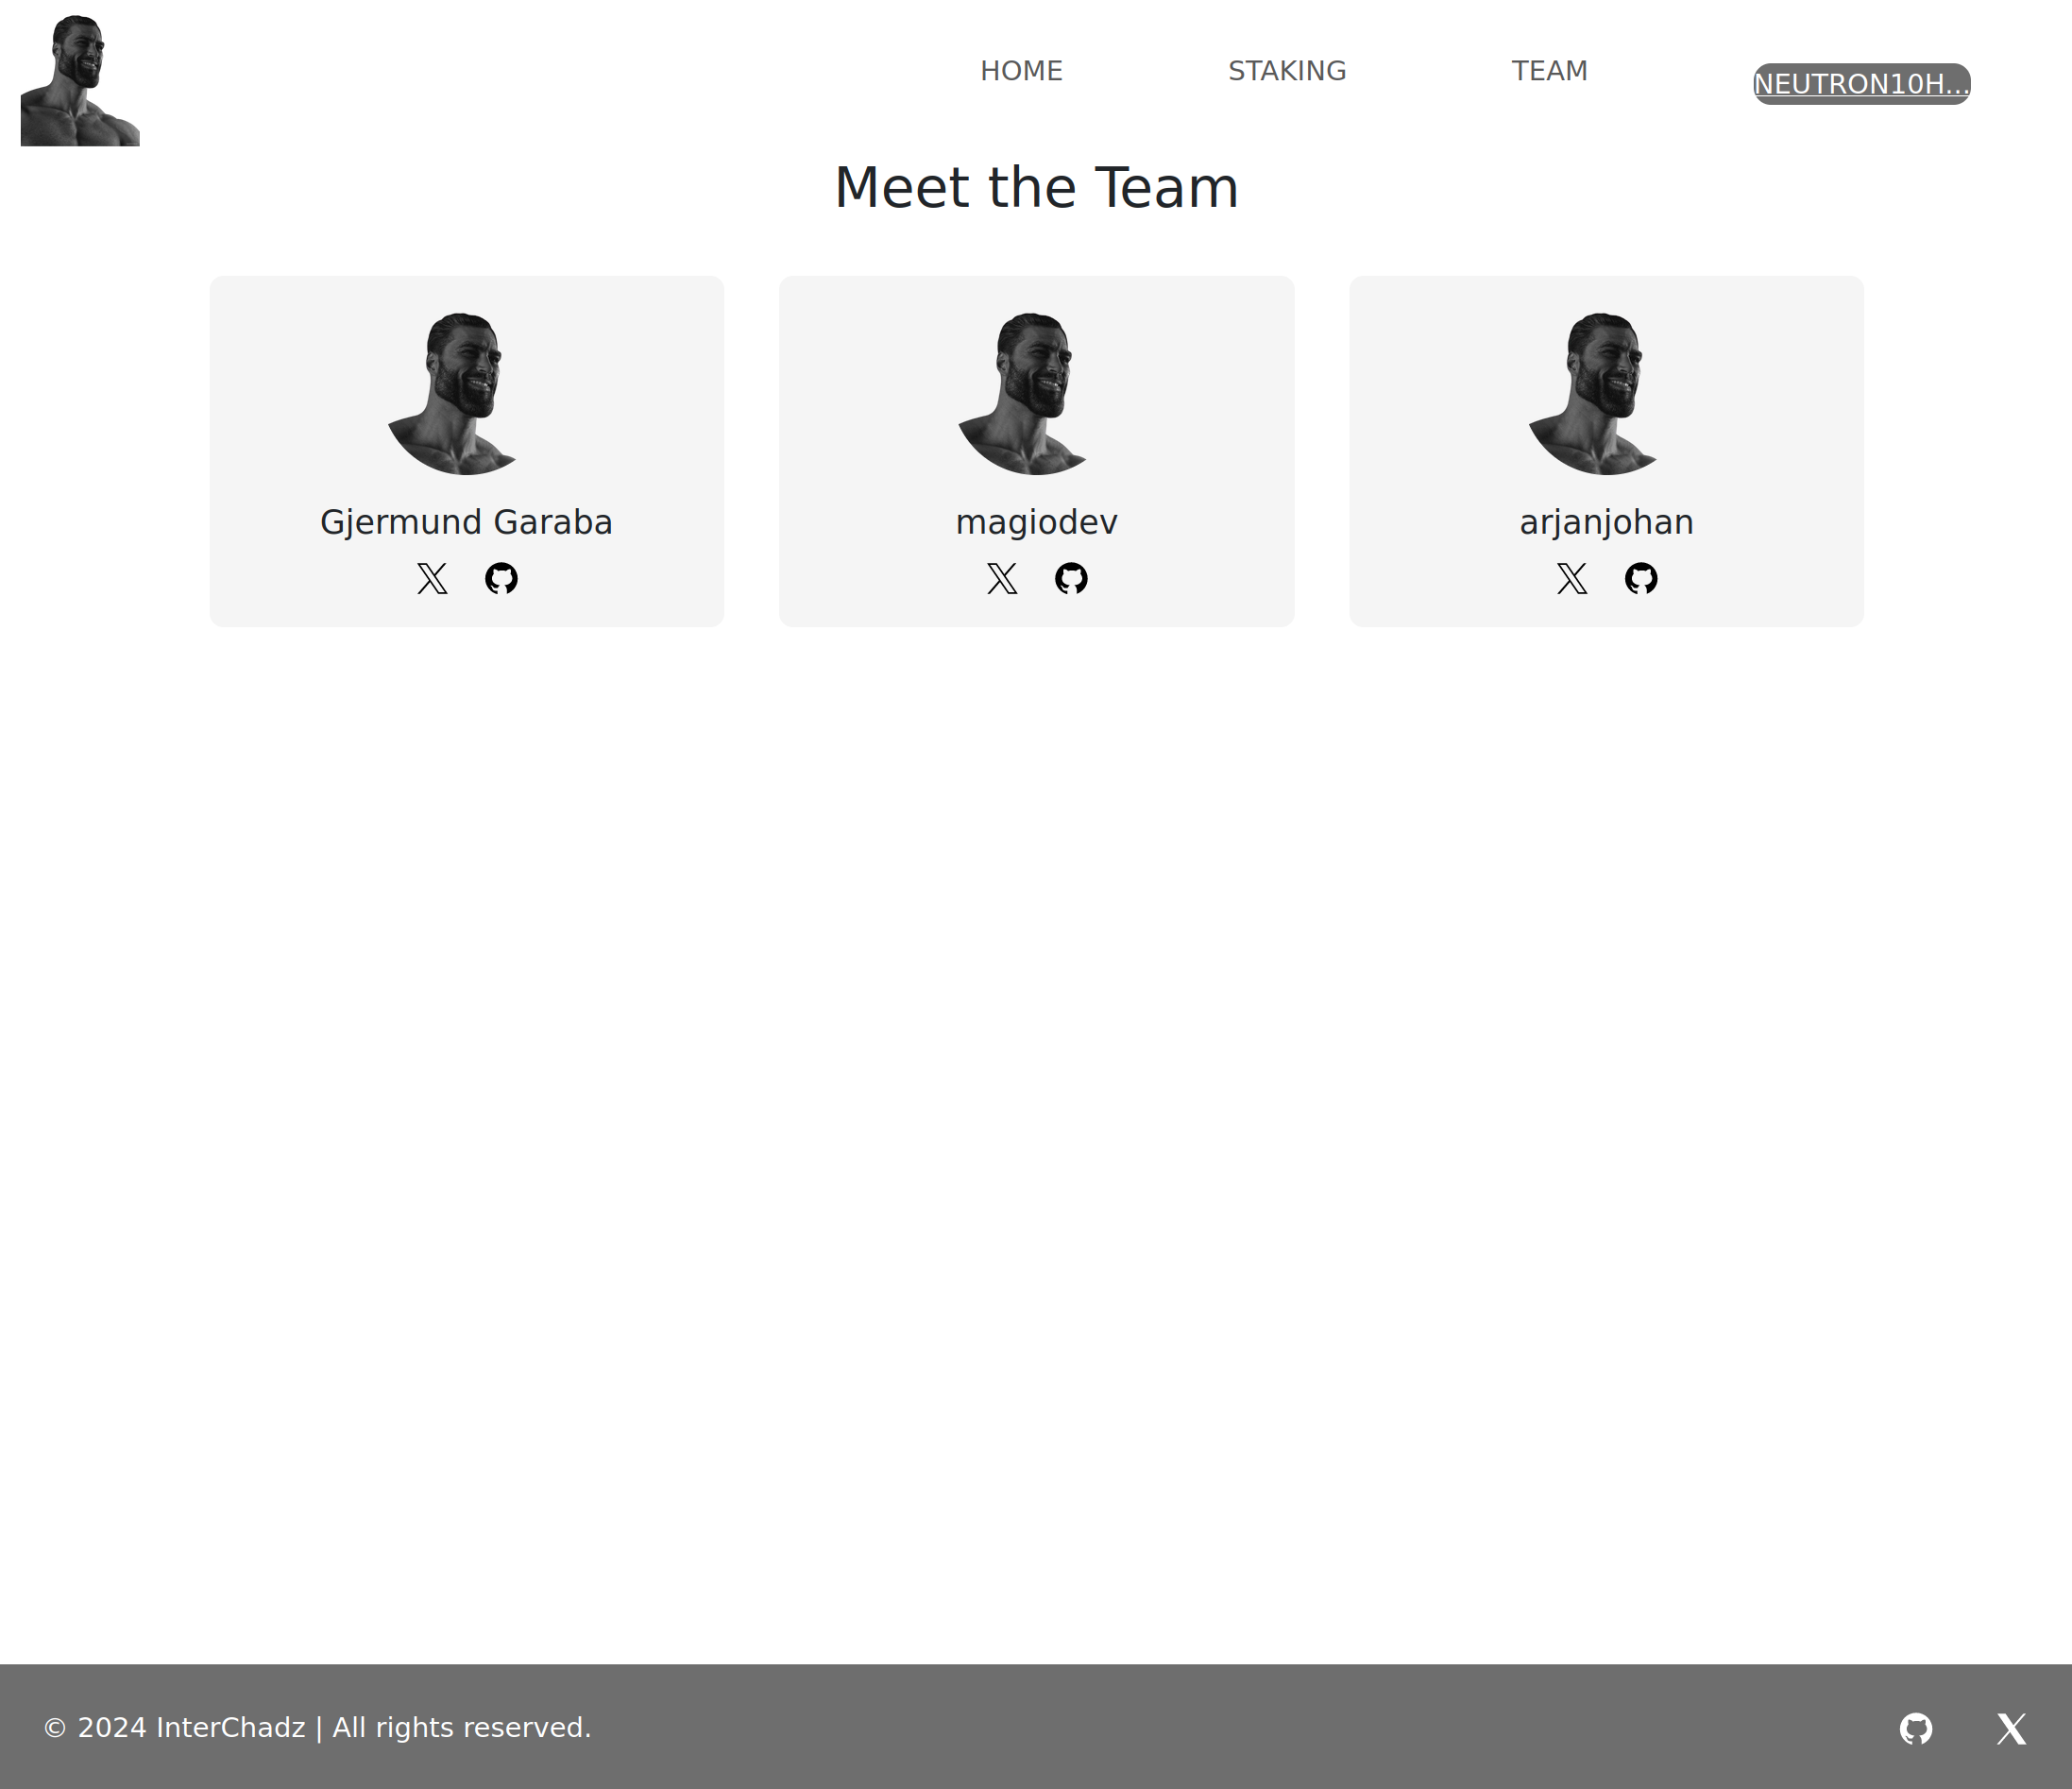 HOME
STAKING
TEAM
NEUTRON10H...
Meet the Team
Gjermund Garaba
magiodev
arjanjohan
© 2024 InterChadz | All rights reserved.